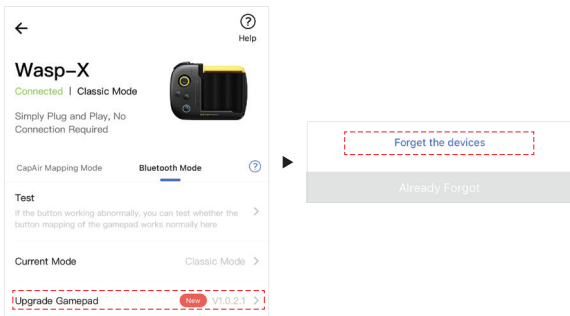 Help
Wasp-X
Connected | Classic Mode
Simply Plug and Play, No
Connection Required
CapAir Mapping Mode Bluetooth Mode ?
Test
If the button working abnormally, you can test whether the
button mapping of the gamepad works normally here
Current Mode Classic Mode
Upgrade Gamepad New V1.0.2.1
Forget the devices
Already Forgot